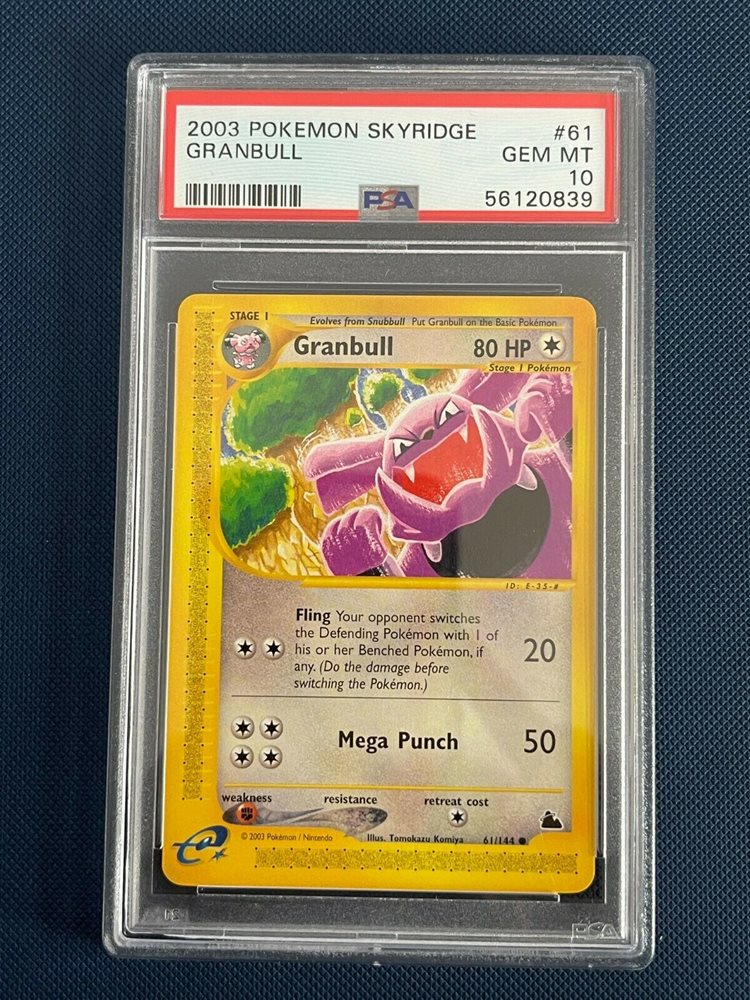 2003 POKEMON SKYRIDGE #61
GRANBULL GEM MT
10
PSA 56120839
STAGE 1
Evolves from Snubbull Put Granbull on the Basic Pokémon
Granbull 80 HP
Stage 1 Pokémon
ID: E-35-#
Fling Your opponent switches
the Defending Pokémon with 1 of
his or her Benched Pokémon, if
any. (Do the damage before
switching the Pokémon.)
20
Mega Punch 50
weakness resistance retreat cost
© 2003 Pokémon / Nintendo Illus. Tomokazu Komiya 61/144
e
PSA